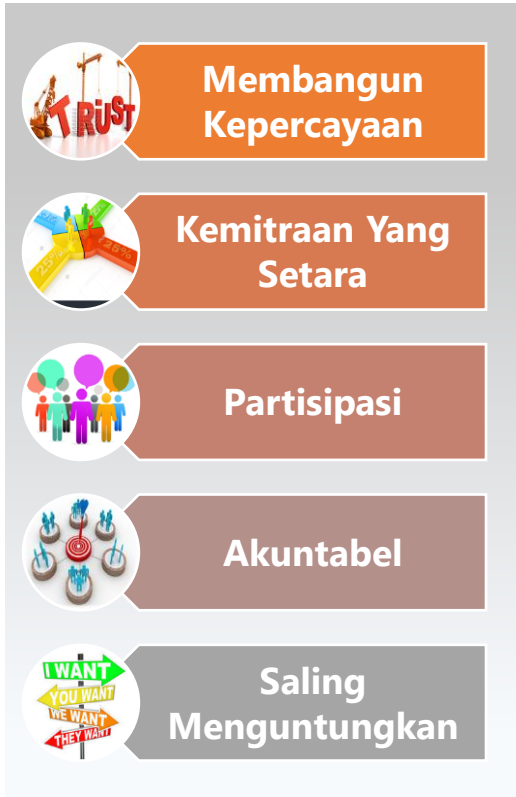 TRUST
Membangun
Kepercayaan
25%
25%
Kemitraan Yang
Setara
Partisipasi
Akuntabel
I WANT
YOU WANT
WE WANT
THEY WANT
Saling
Menguntungkan